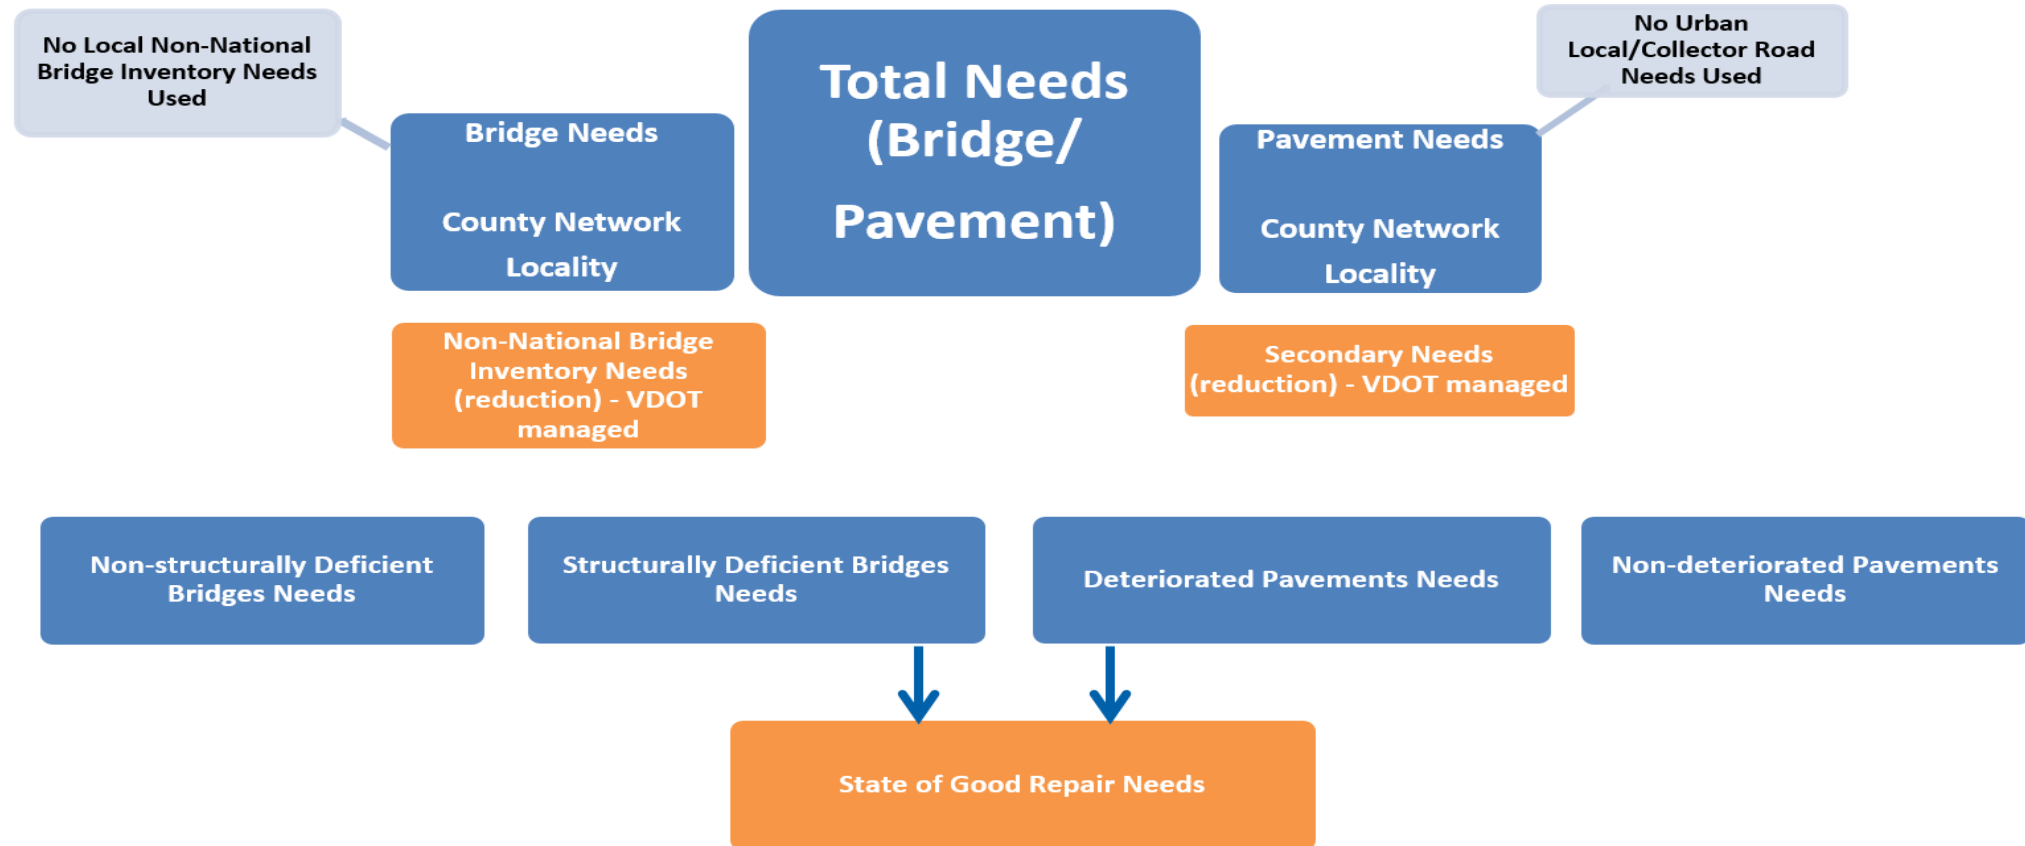 No Local Non-National
Bridge Inventory Needs
Used
Bridge Needs
County Network
Locality
Total Needs
(Bridge/
Pavement)
No Urban
Local/Collector Road
Needs Used
Pavement Needs
County Network
Locality
Non-National Bridge
Inventory Needs
(reduction) - VDOT
managed
Secondary Needs
(reduction) - VDOT managed
Non-structurally Deficient
Bridges Needs
Structurally Deficient Bridges
Needs
Deteriorated Pavements Needs
Non-deteriorated Pavements
Needs
State of Good Repair Needs